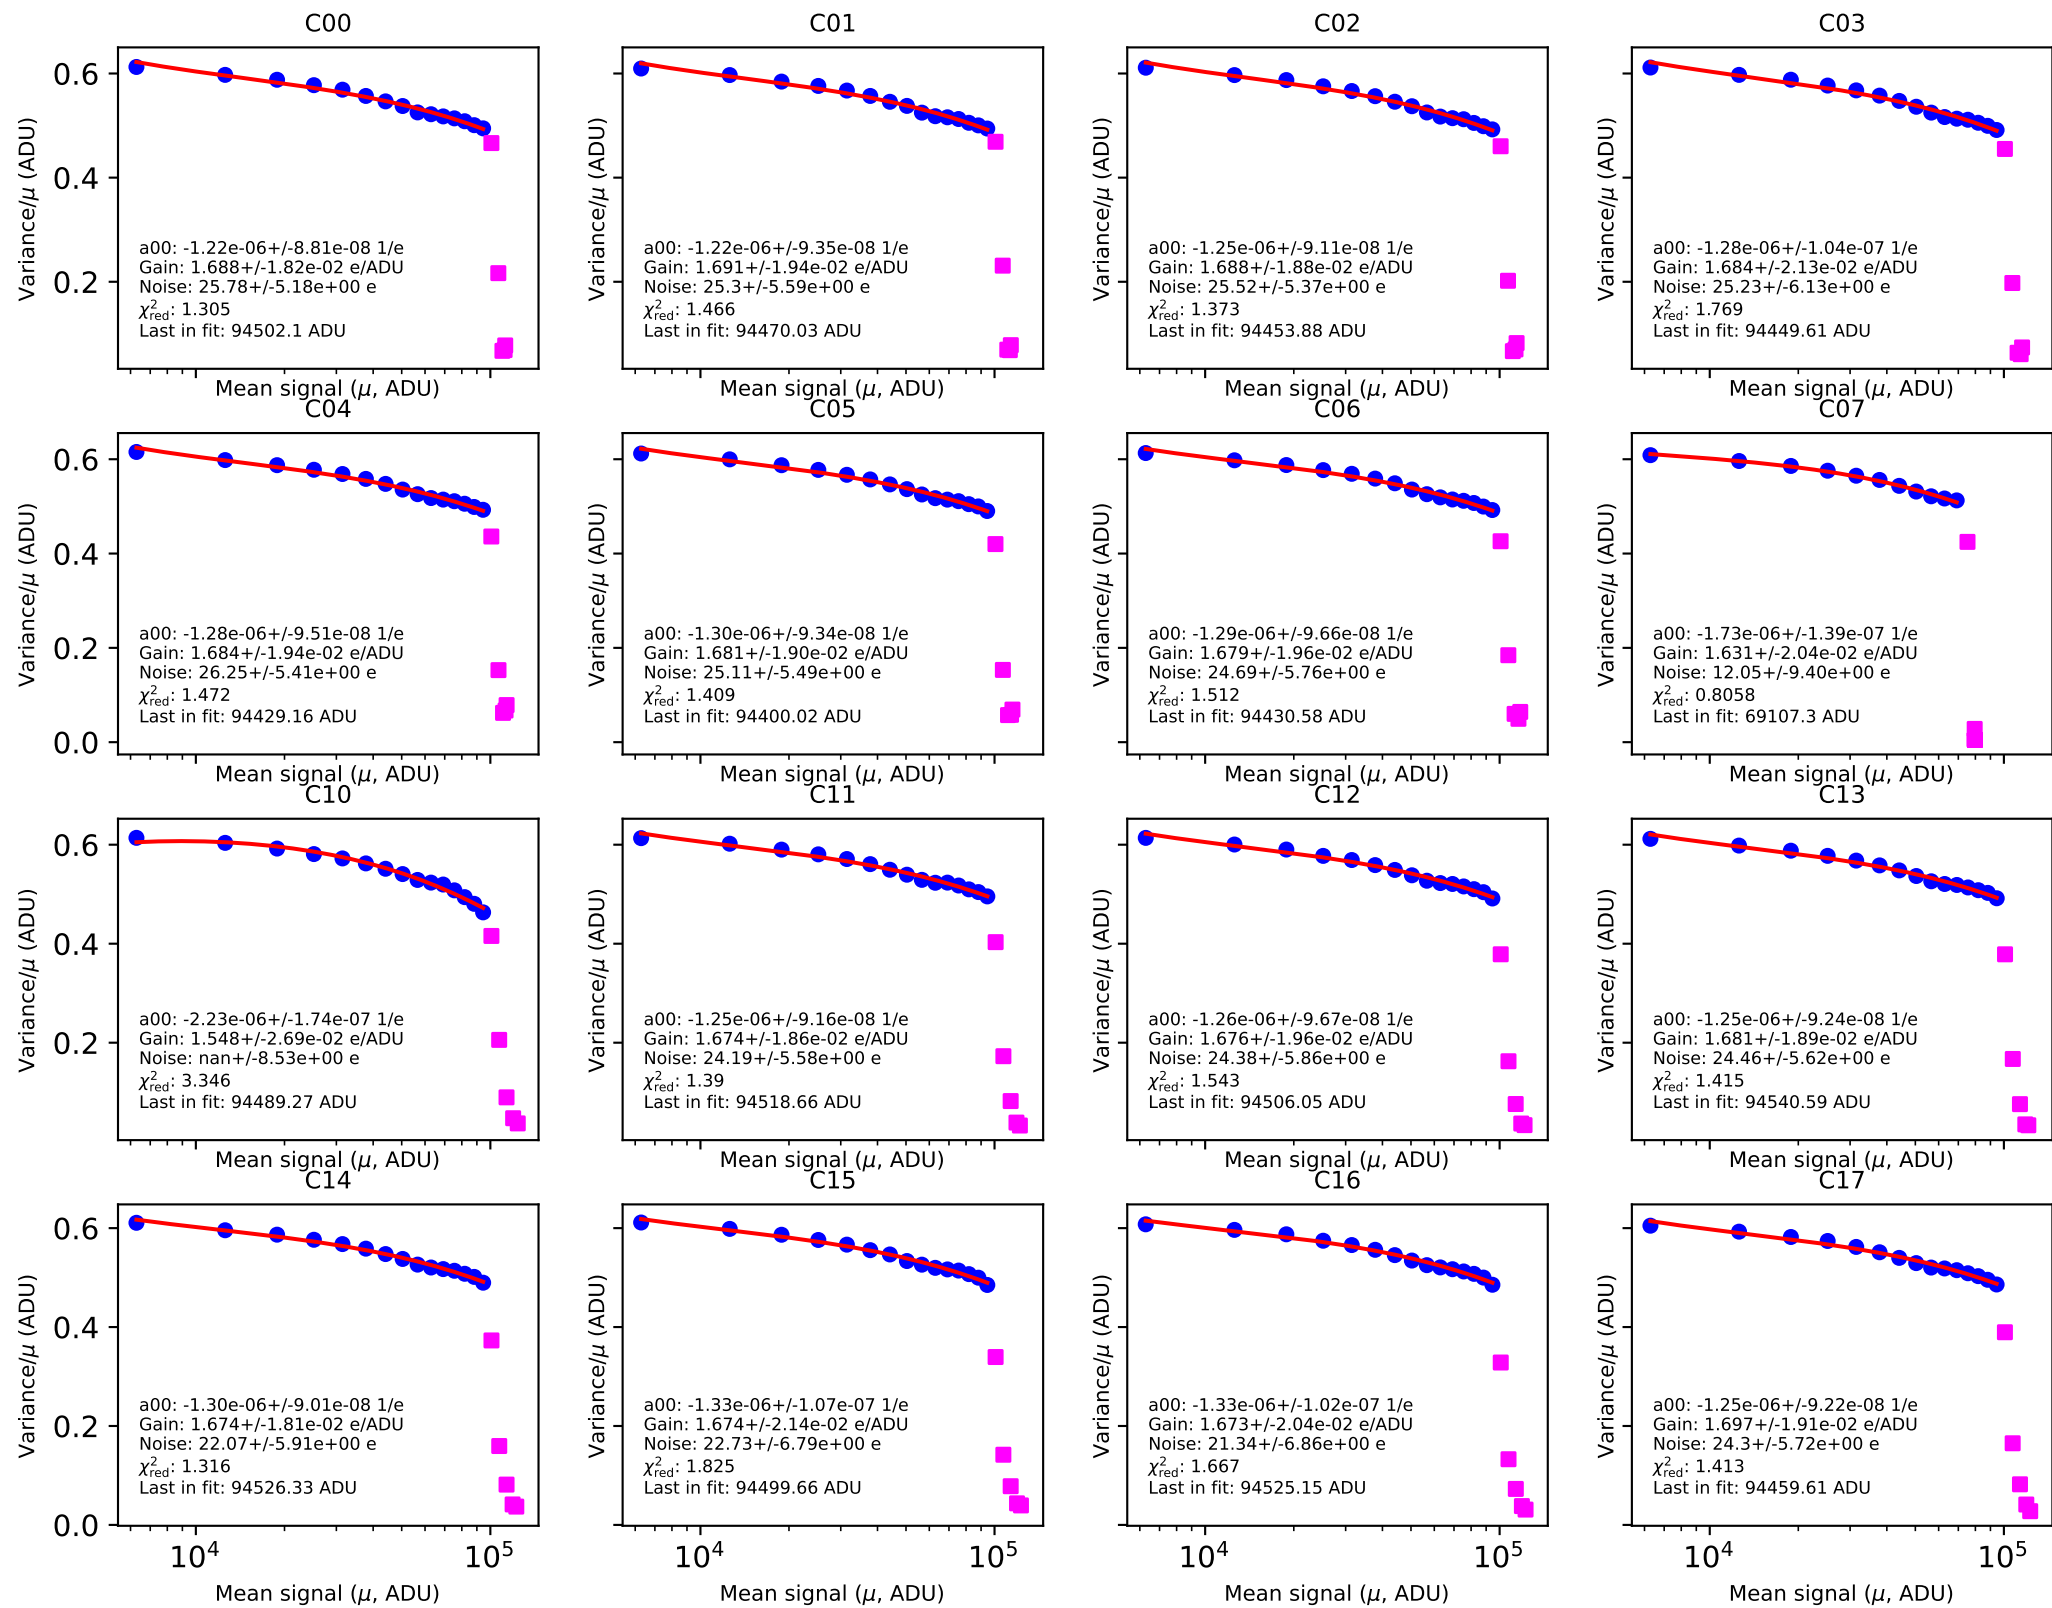 C00
C01
C02
C03
0.6
0.4
0.2
Variance/μ (ADU)
a00: -1.22e-06+/-8.81e-08 1/e
Gain: 1.688+/-1.82e-02 e/ADU
Noise: 25.78+/-5.18e+00 e
χ²red: 1.305
Last in fit: 94502.1 ADU
Mean signal (μ, ADU)
Variance/μ (ADU)
a00: -1.22e-06+/-9.35e-08 1/e
Gain: 1.691+/-1.94e-02 e/ADU
Noise: 25.3+/-5.59e+00 e
χ²red: 1.466
Last in fit: 94470.03 ADU
Mean signal (μ, ADU)
Variance/μ (ADU)
a00: -1.25e-06+/-9.11e-08 1/e
Gain: 1.688+/-1.88e-02 e/ADU
Noise: 25.52+/-5.37e+00 e
χ²red: 1.373
Last in fit: 94453.88 ADU
Mean signal (μ, ADU)
Variance/μ (ADU)
a00: -1.28e-06+/-1.04e-07 1/e
Gain: 1.684+/-2.13e-02 e/ADU
Noise: 25.23+/-6.13e+00 e
χ²red: 1.769
Last in fit: 94449.61 ADU
Mean signal (μ, ADU)
C04
C05
C06
C07
0.6
0.4
0.2
0.0
Variance/μ (ADU)
a00: -1.28e-06+/-9.51e-08 1/e
Gain: 1.684+/-1.94e-02 e/ADU
Noise: 26.25+/-5.41e+00 e
χ²red: 1.472
Last in fit: 94429.16 ADU
Mean signal (μ, ADU)
Variance/μ (ADU)
a00: -1.30e-06+/-9.34e-08 1/e
Gain: 1.681+/-1.90e-02 e/ADU
Noise: 25.11+/-5.49e+00 e
χ²red: 1.409
Last in fit: 94400.02 ADU
Mean signal (μ, ADU)
Variance/μ (ADU)
a00: -1.29e-06+/-9.66e-08 1/e
Gain: 1.679+/-1.96e-02 e/ADU
Noise: 24.69+/-5.76e+00 e
χ²red: 1.512
Last in fit: 94430.58 ADU
Mean signal (μ, ADU)
Variance/μ (ADU)
a00: -1.73e-06+/-1.39e-07 1/e
Gain: 1.631+/-2.04e-02 e/ADU
Noise: 12.05+/-9.40e+00 e
χ²red: 0.8058
Last in fit: 69107.3 ADU
Mean signal (μ, ADU)
C10
C11
C12
C13
0.6
0.4
0.2
Variance/μ (ADU)
a00: -2.23e-06+/-1.74e-07 1/e
Gain: 1.548+/-2.69e-02 e/ADU
Noise: nan+/-8.53e+00 e
χ²red: 3.346
Last in fit: 94489.27 ADU
Mean signal (μ, ADU)
Variance/μ (ADU)
a00: -1.25e-06+/-9.16e-08 1/e
Gain: 1.674+/-1.86e-02 e/ADU
Noise: 24.19+/-5.58e+00 e
χ²red: 1.39
Last in fit: 94518.66 ADU
Mean signal (μ, ADU)
Variance/μ (ADU)
a00: -1.26e-06+/-9.67e-08 1/e
Gain: 1.676+/-1.96e-02 e/ADU
Noise: 24.38+/-5.86e+00 e
χ²red: 1.543
Last in fit: 94506.05 ADU
Mean signal (μ, ADU)
Variance/μ (ADU)
a00: -1.25e-06+/-9.24e-08 1/e
Gain: 1.681+/-1.89e-02 e/ADU
Noise: 24.46+/-5.62e+00 e
χ²red: 1.415
Last in fit: 94540.59 ADU
Mean signal (μ, ADU)
C14
C15
C16
C17
0.6
0.4
0.2
0.0
Variance/μ (ADU)
a00: -1.30e-06+/-9.01e-08 1/e
Gain: 1.674+/-1.81e-02 e/ADU
Noise: 22.07+/-5.91e+00 e
χ²red: 1.316
Last in fit: 94526.33 ADU
10⁴ 10⁵
Mean signal (μ, ADU)
Variance/μ (ADU)
a00: -1.33e-06+/-1.07e-07 1/e
Gain: 1.674+/-2.14e-02 e/ADU
Noise: 22.73+/-6.79e+00 e
χ²red: 1.825
Last in fit: 94499.66 ADU
10⁴ 10⁵
Mean signal (μ, ADU)
Variance/μ (ADU)
a00: -1.33e-06+/-1.02e-07 1/e
Gain: 1.673+/-2.04e-02 e/ADU
Noise: 21.34+/-6.86e+00 e
χ²red: 1.667
Last in fit: 94525.15 ADU
10⁴ 10⁵
Mean signal (μ, ADU)
Variance/μ (ADU)
a00: -1.25e-06+/-9.22e-08 1/e
Gain: 1.697+/-1.91e-02 e/ADU
Noise: 24.3+/-5.72e+00 e
χ²red: 1.413
Last in fit: 94459.61 ADU
10⁴ 10⁵
Mean signal (μ, ADU)